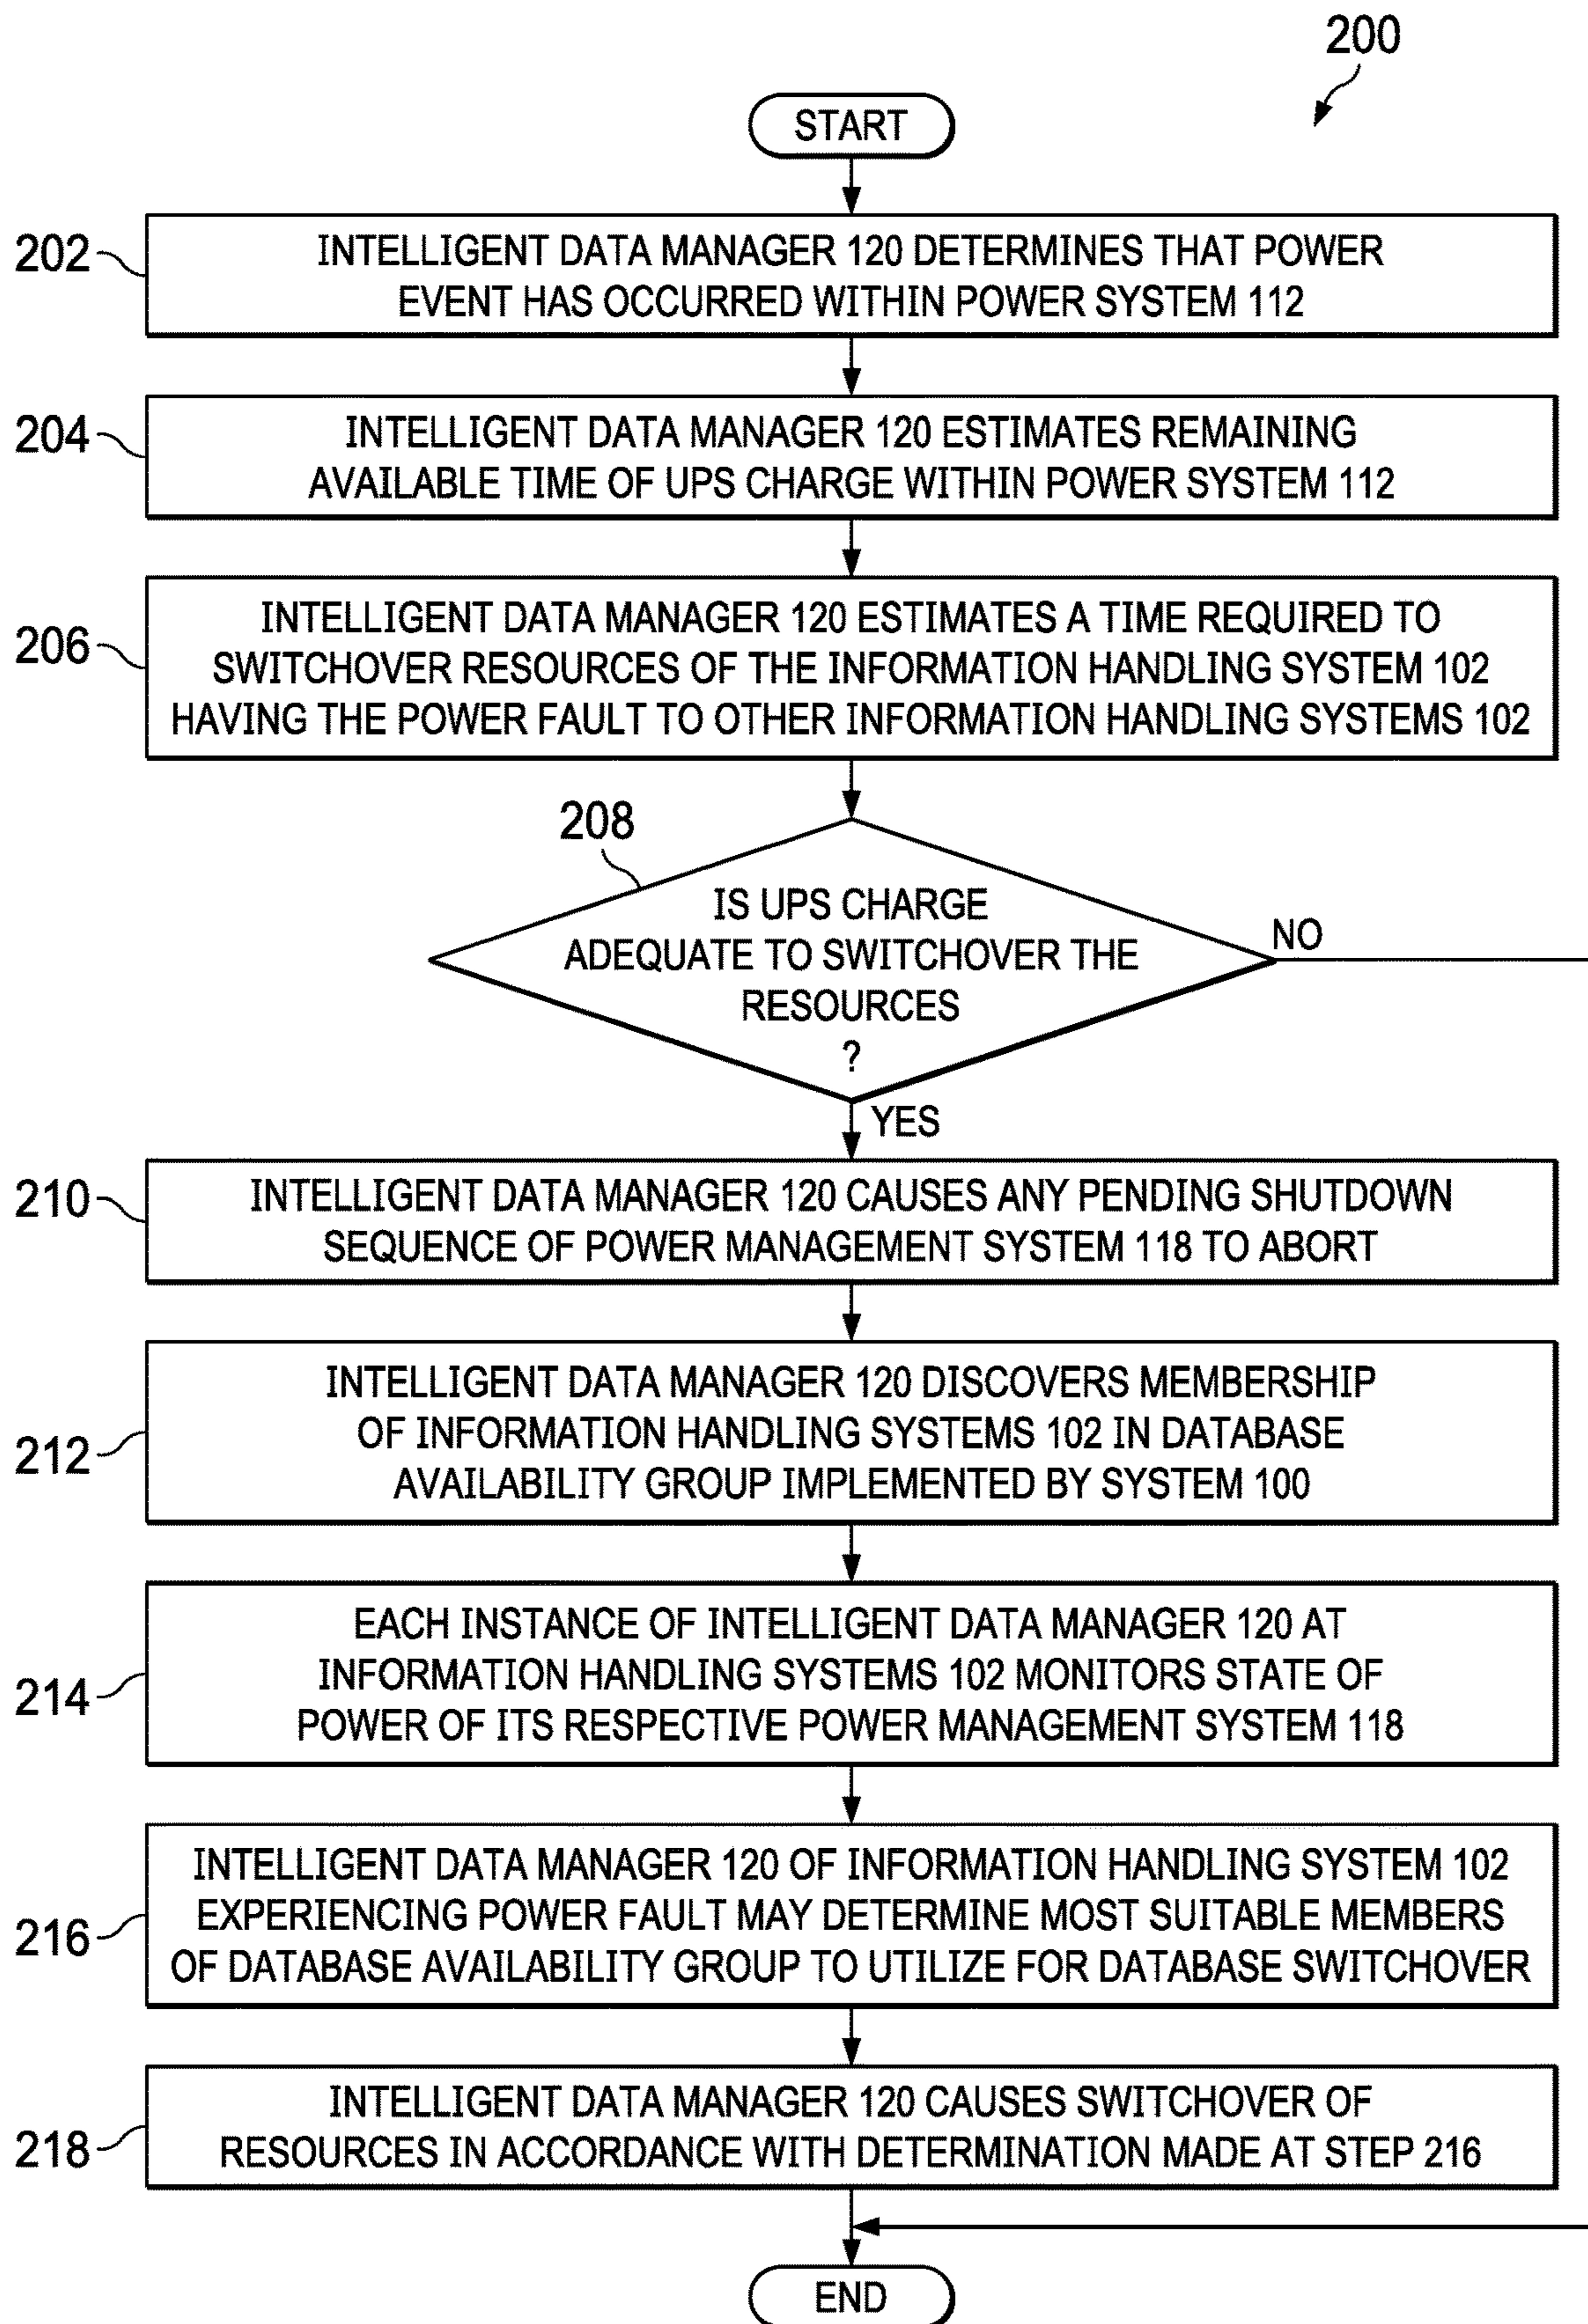 200
START
202
INTELLIGENT DATA MANAGER 120 DETERMINES THAT POWER
EVENT HAS OCCURRED WITHIN POWER SYSTEM 112
204
INTELLIGENT DATA MANAGER 120 ESTIMATES REMAINING
AVAILABLE TIME OF UPS CHARGE WITHIN POWER SYSTEM 112
206
INTELLIGENT DATA MANAGER 120 ESTIMATES A TIME REQUIRED TO
SWITCHOVER RESOURCES OF THE INFORMATION HANDLING SYSTEM 102
HAVING THE POWER FAULT TO OTHER INFORMATION HANDLING SYSTEMS 102
208
IS UPS CHARGE
ADEQUATE TO SWITCHOVER THE
RESOURCES
?
NO
YES
210
INTELLIGENT DATA MANAGER 120 CAUSES ANY PENDING SHUTDOWN
SEQUENCE OF POWER MANAGEMENT SYSTEM 118 TO ABORT
212
INTELLIGENT DATA MANAGER 120 DISCOVERS MEMBERSHIP
OF INFORMATION HANDLING SYSTEMS 102 IN DATABASE
AVAILABILITY GROUP IMPLEMENTED BY SYSTEM 100
214
EACH INSTANCE OF INTELLIGENT DATA MANAGER 120 AT
INFORMATION HANDLING SYSTEMS 102 MONITORS STATE OF
POWER OF ITS RESPECTIVE POWER MANAGEMENT SYSTEM 118
216
INTELLIGENT DATA MANAGER 120 OF INFORMATION HANDLING SYSTEM 102
EXPERIENCING POWER FAULT MAY DETERMINE MOST SUITABLE MEMBERS
OF DATABASE AVAILABILITY GROUP TO UTILIZE FOR DATABASE SWITCHOVER
218
INTELLIGENT DATA MANAGER 120 CAUSES SWITCHOVER OF
RESOURCES IN ACCORDANCE WITH DETERMINATION MADE AT STEP 216
END